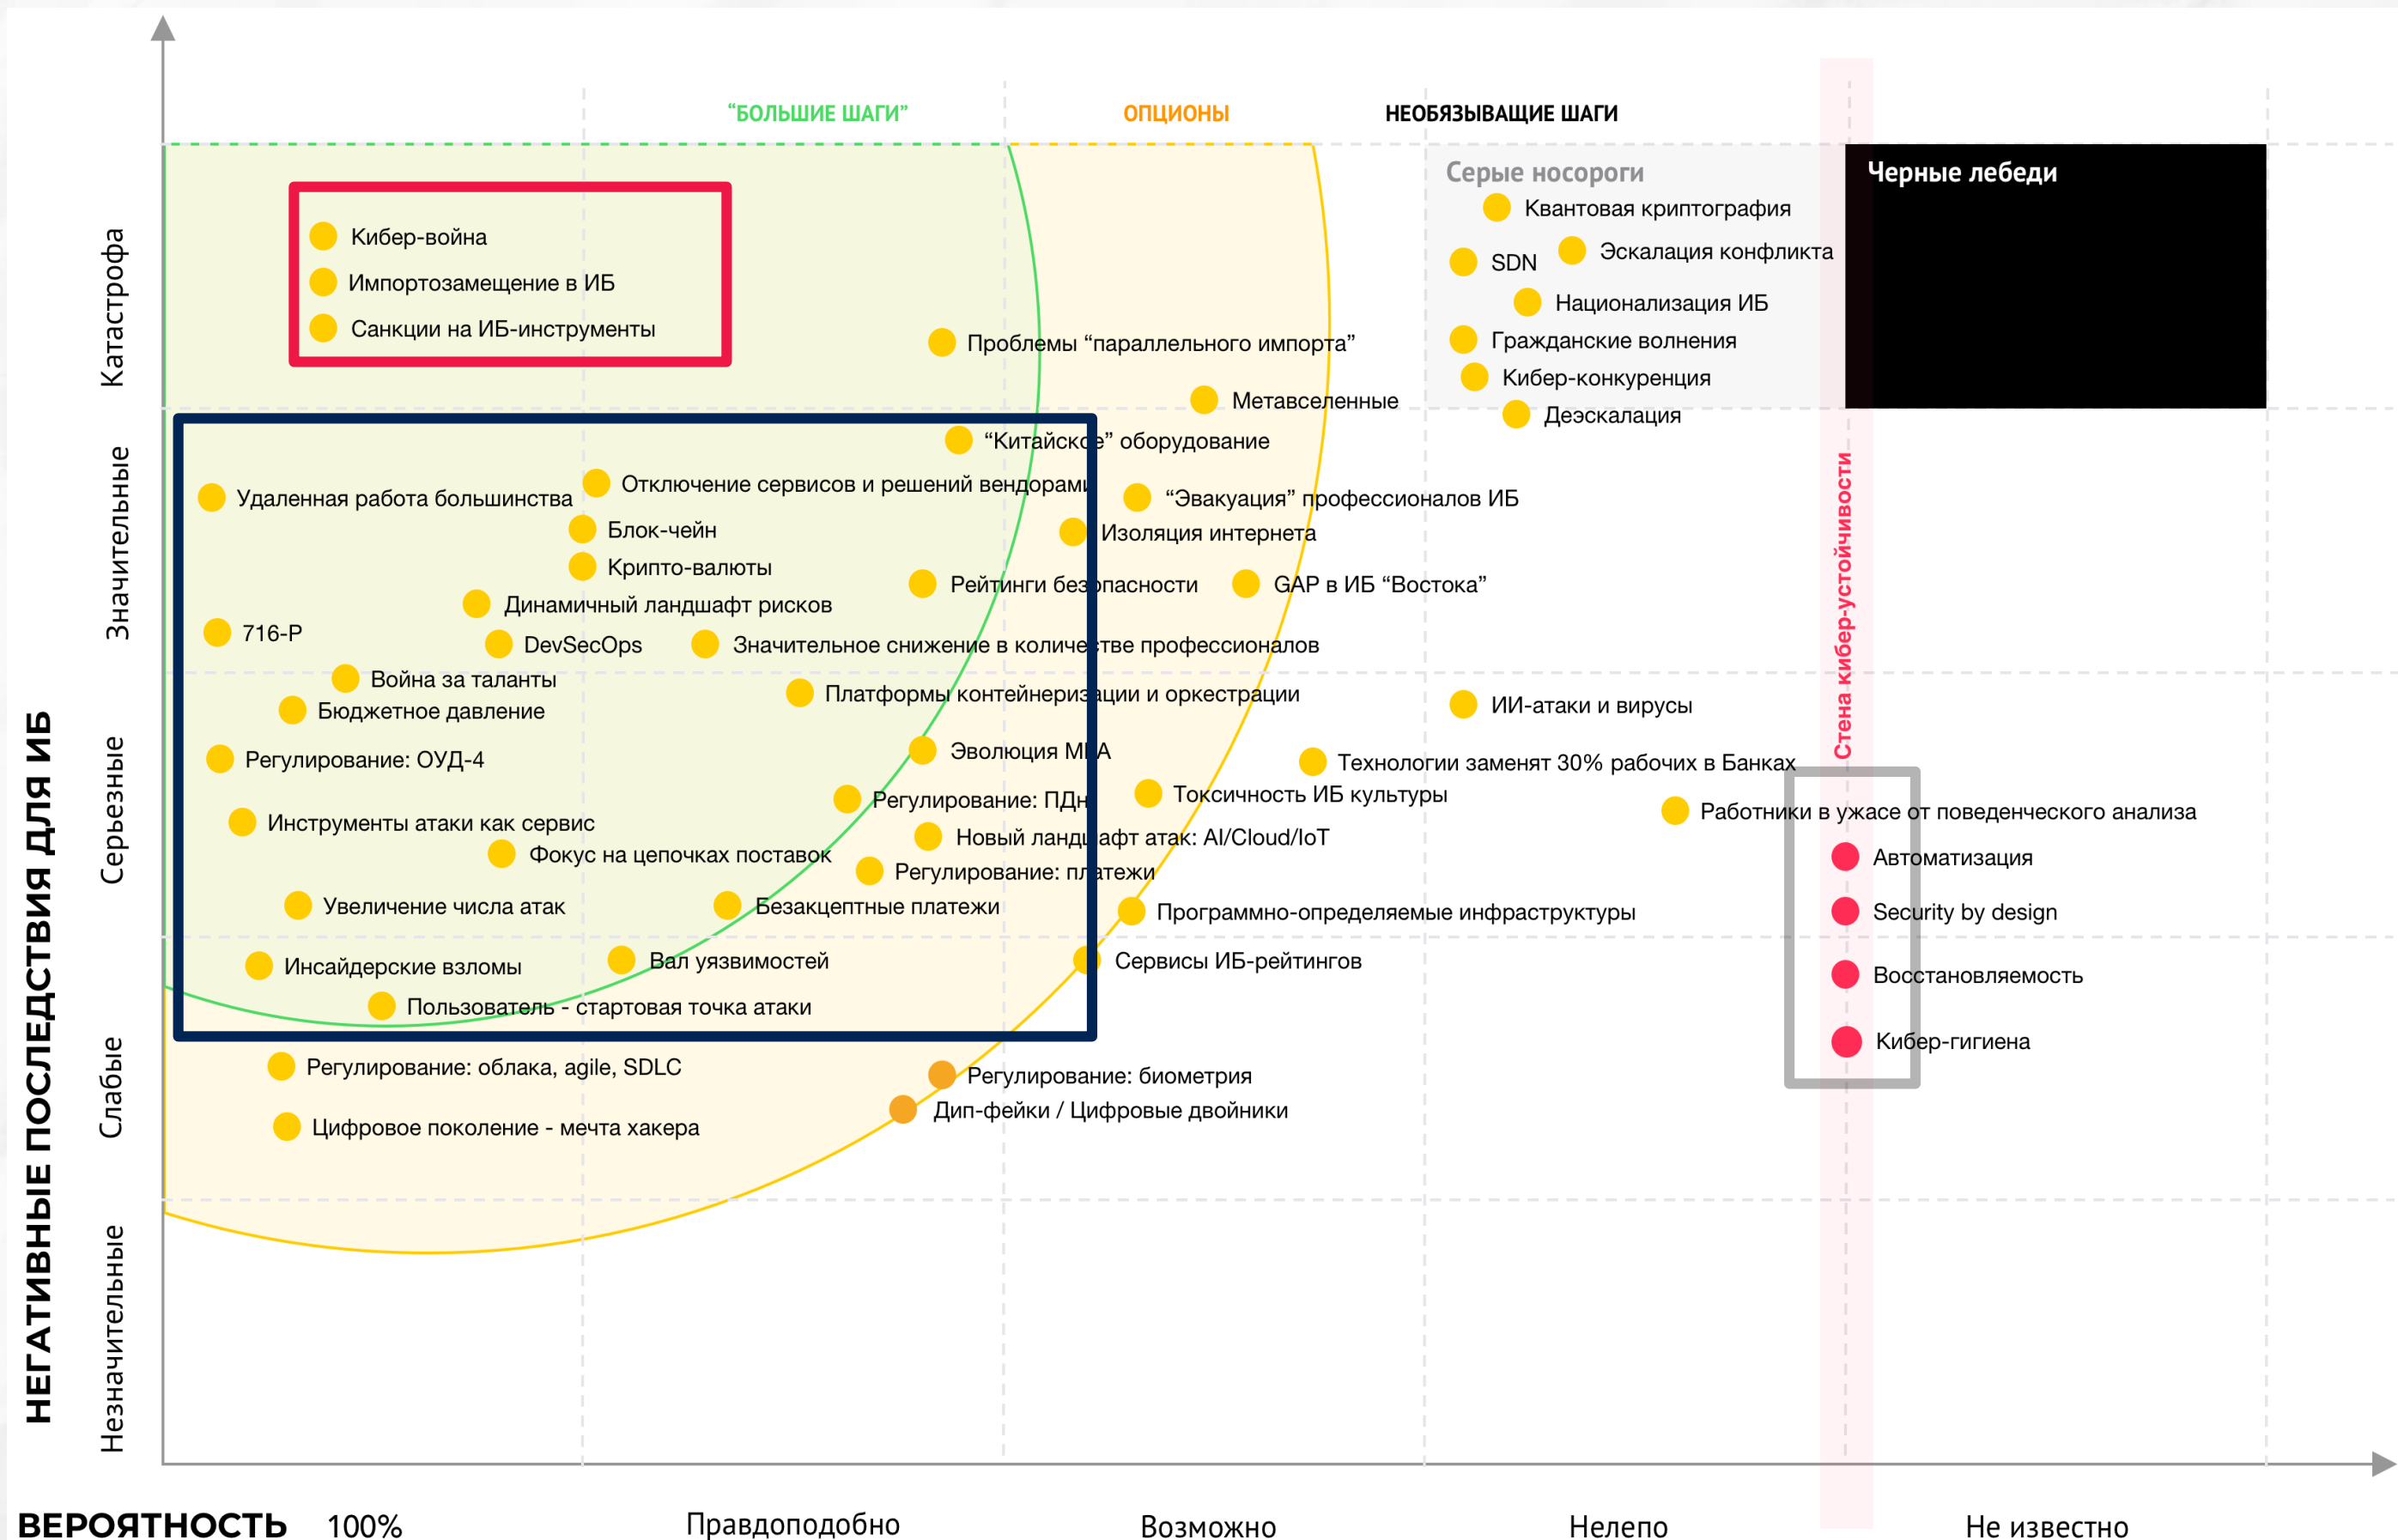 “БОЛЬШИЕ ШАГИ”
ОПЦИОНЫ
НЕОБЯЗЫВАЩИЕ ШАГИ
Серые носороги
Черные лебеди
Квантовая криптография
Кибер-война
Эскалация конфликта
SDN
Импортозамещение в ИБ
Национализация ИБ
Санкции на ИБ-инструменты
Проблемы “параллельного импорта”
Гражданские волнения
Кибер-конкуренция
Метавселенные
Деэскалация
“Китайское” оборудование
Отключение сервисов и решений вендорами
Удаленная работа большинства
“Эвакуация” профессионалов ИБ
Блок-чейн
Изоляция интернета
Крипто-валюты
Рейтинги безопасности
GAP в ИБ “Востока”
Динамичный ландшафт рисков
716-Р
DevSecOps
Значительное снижение в количестве профессионалов
Война за таланты
Платформы контейнеризации и оркестрации
ИИ-атаки и вирусы
Бюджетное давление
Эволюция MFA
Регулирование: ОУД-4
Технологии заменят 30% рабочих в Банках
Токсичность ИБ культуры
Регулирование: ПДн
Работники в ужасе от поведенческого анализа
Инструменты атаки как сервис
Новый ландшафт атак: AI/Cloud/IoT
Фокус на цепочках поставок
Автоматизация
Регулирование: платежи
Увеличение числа атак
Безакцептные платежи
Программно-определяемые инфраструктуры
Security by design
Инсайдерские взломы
Вал уязвимостей
Сервисы ИБ-рейтингов
Восстановляемость
Пользователь - стартовая точка атаки
Кибер-гигиена
Регулирование: облака, agile, SDLC
Регулирование: биометрия
Дип-фейки / Цифровые двойники
Цифровое поколение - мечта хакера
Стена кибер-устойчивости
НЕГАТИВНЫЕ ПОСЛЕДСТВИЯ ДЛЯ ИБ
Катастрофа
Значительные
Серьезные
Слабые
Незначительные
ВЕРОЯТНОСТЬ
100%
Правдоподобно
Возможно
Нелепо
Не известно